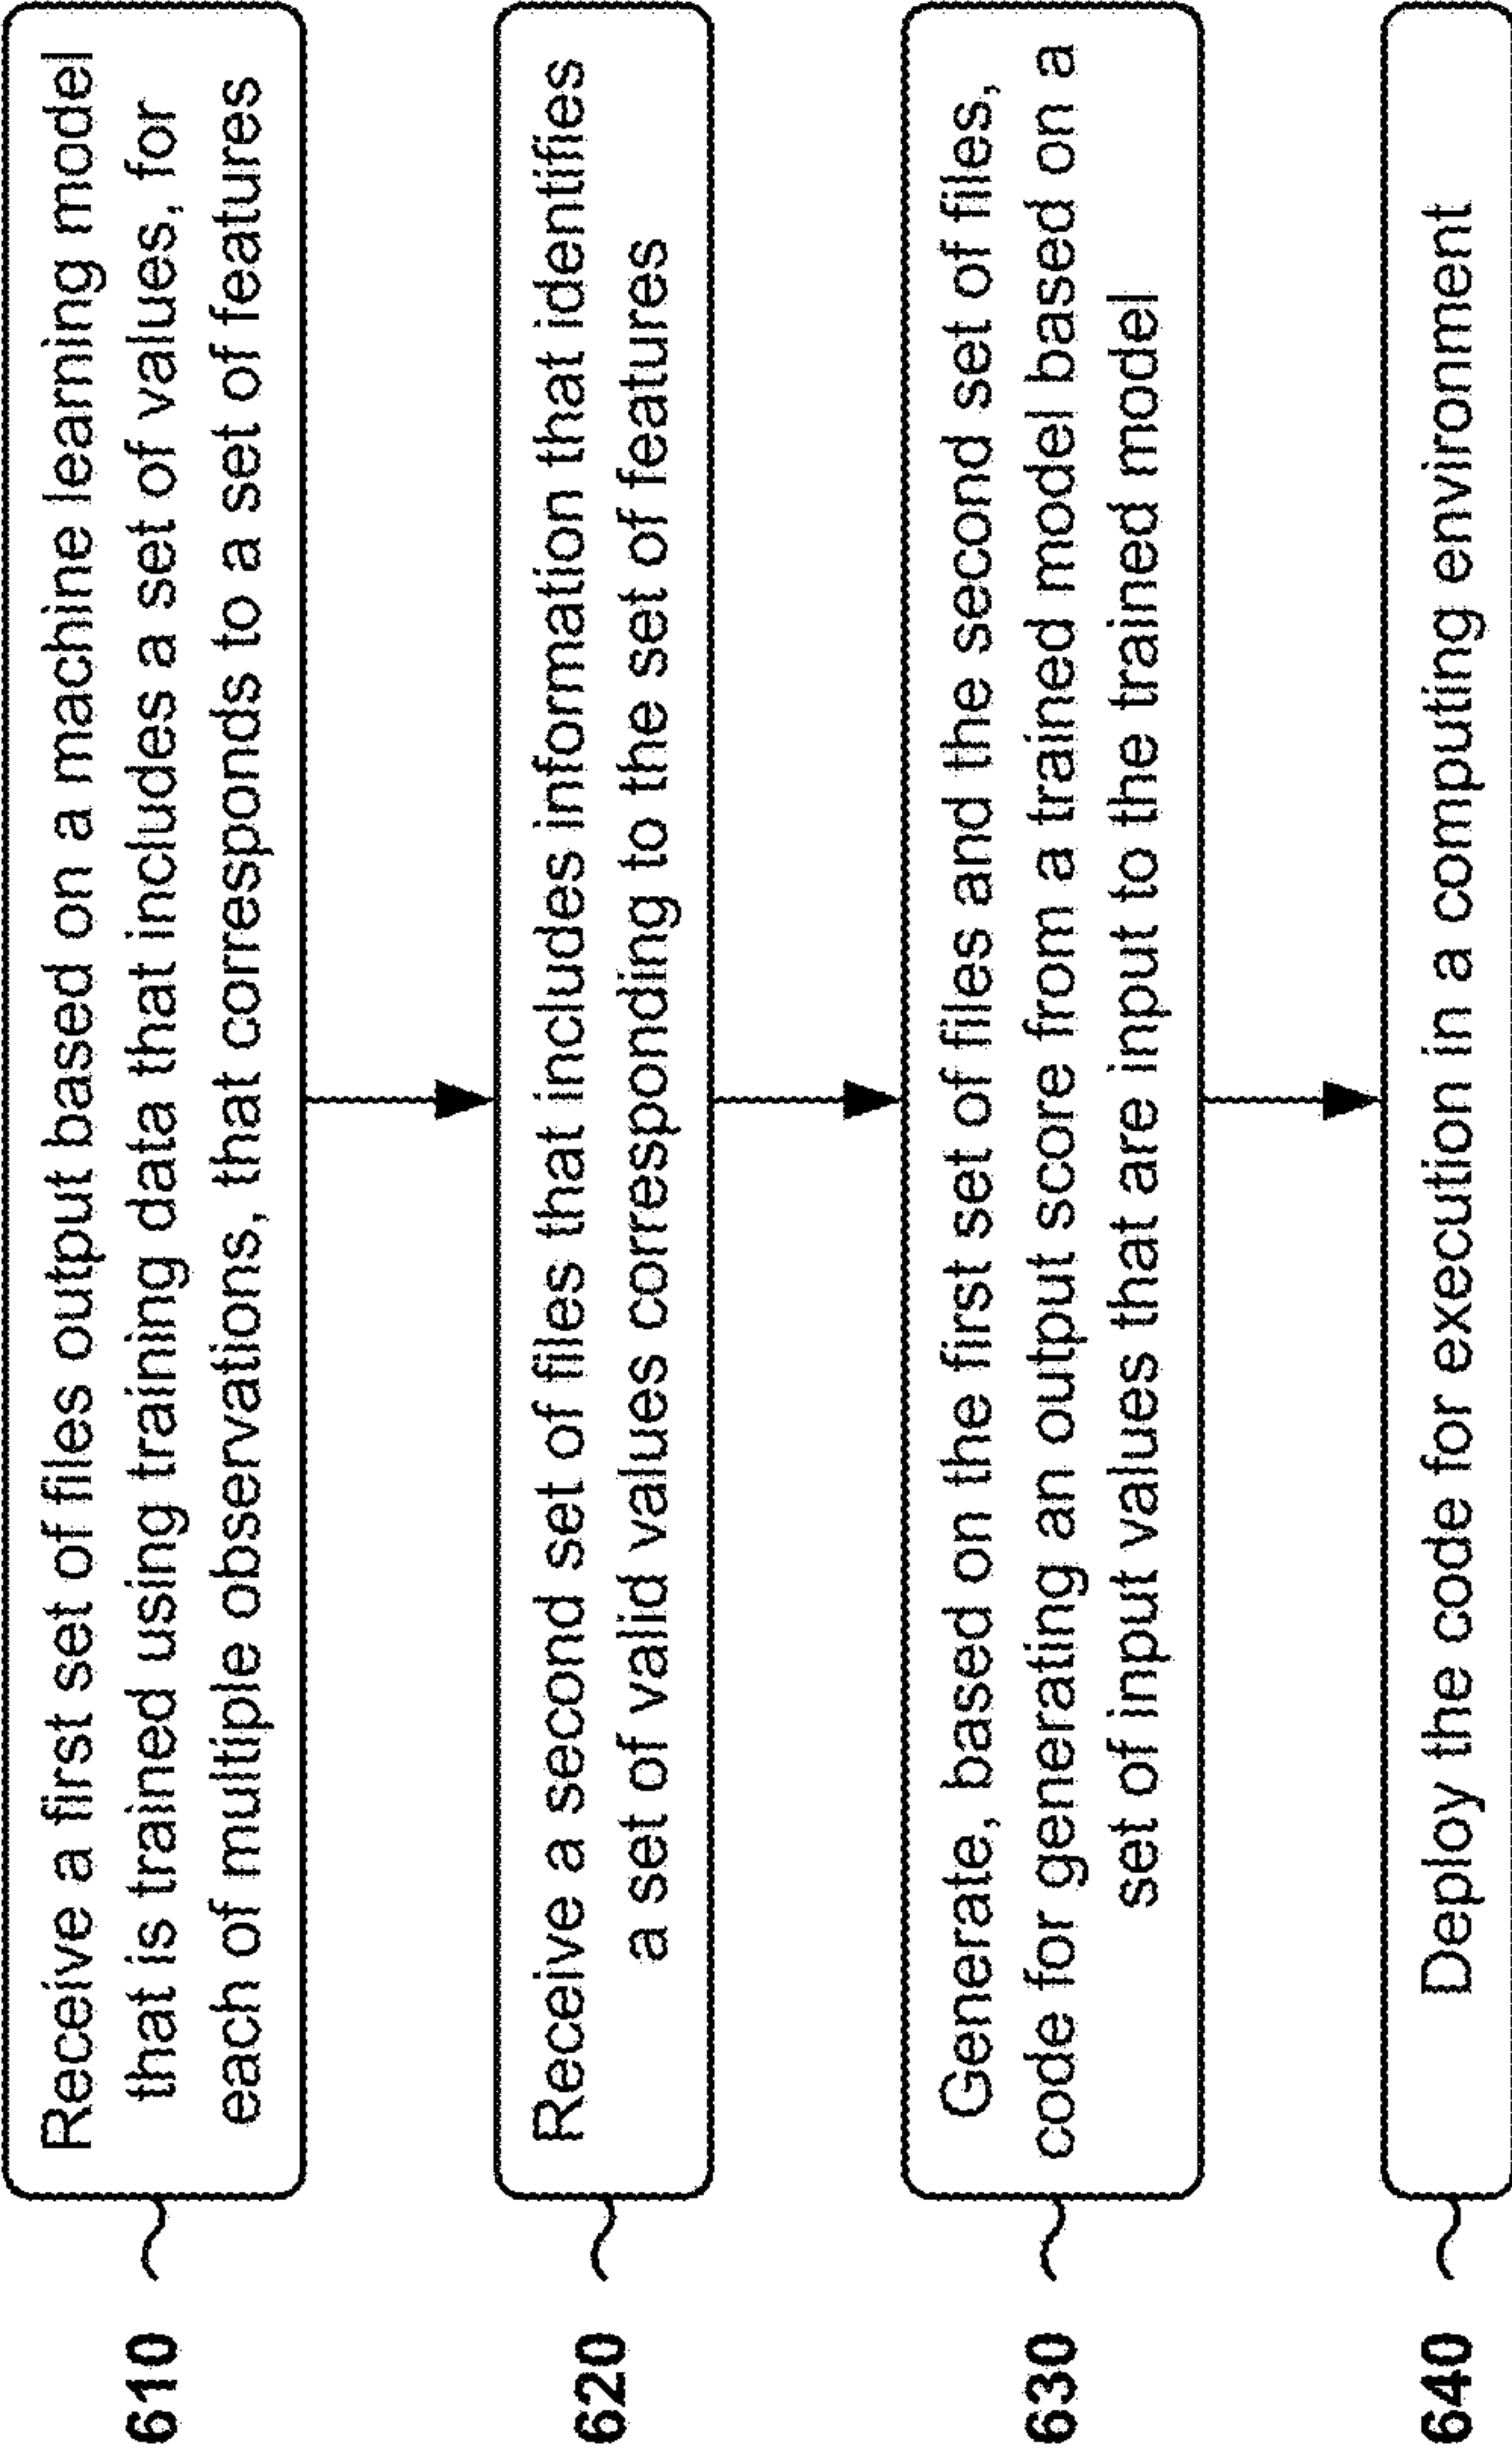 610
Receive a first set of files output based on a machine learning model
that is trained using training data that includes a set of values, for
each of multiple observations, that corresponds to a set of features
620
Receive a second set of files that includes information that identifies
a set of valid values corresponding to the set of features
630
Generate, based on the first set of files and the second set of files,
code for generating an output score from a trained model based on a
set of input values that are input to the trained model
640
Deploy the code for execution in a computing environment